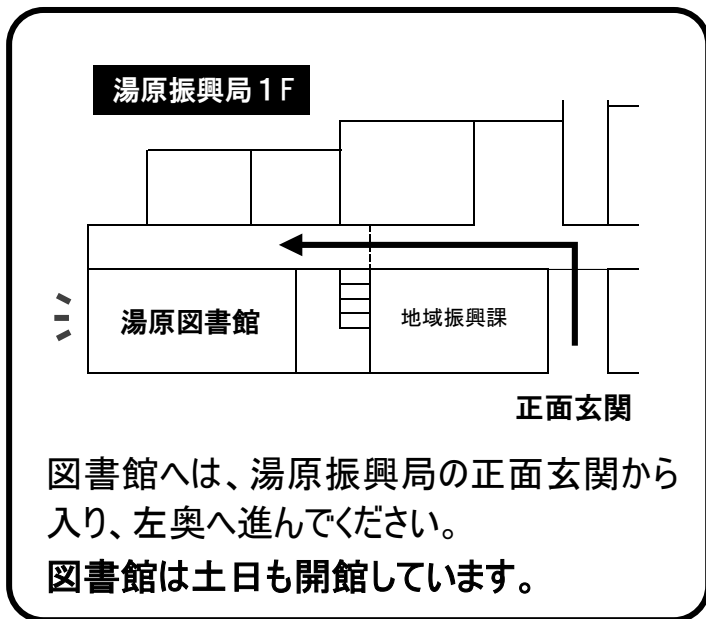 湯原振興局１F
湯原図書館
地域振興課
正面玄関
図書館へは、湯原振興局の正面玄関から
入り、左奥へ進んでください。
図書館は土日も開館しています。